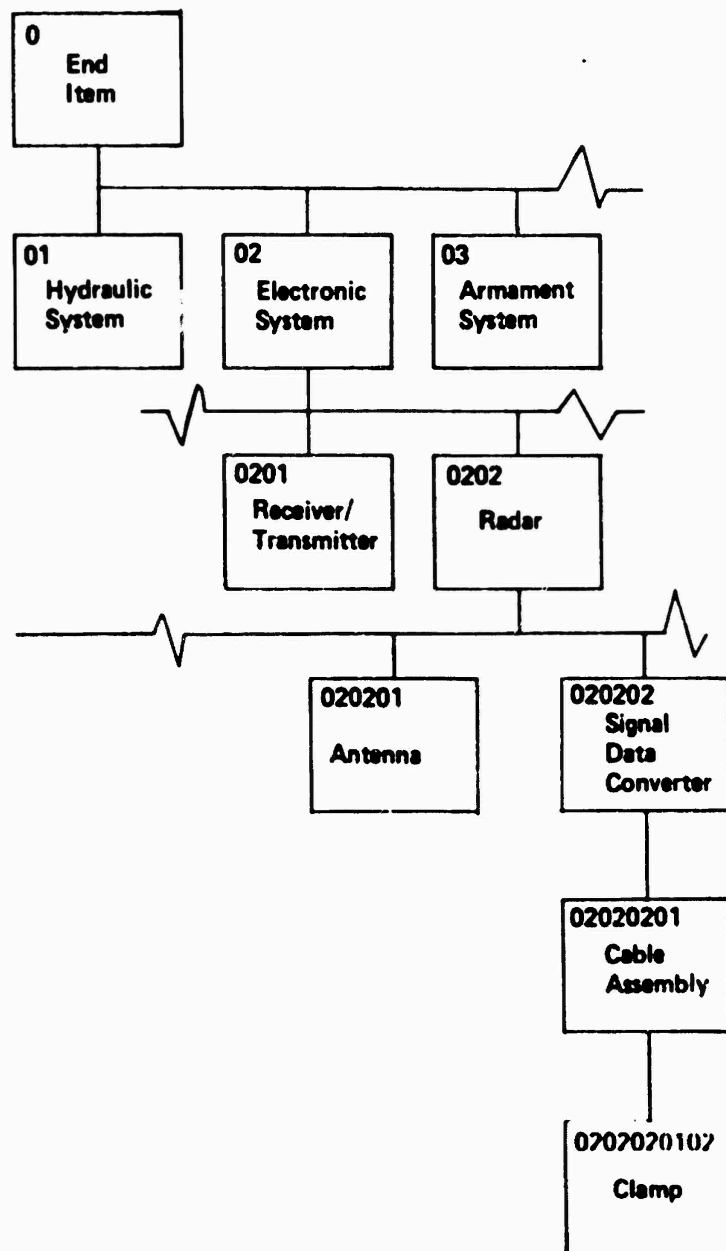 0
End
Item
01
Hydraulic
System
02
Electronic
System
03
Armament
System
0201
Receiver/
Transmitter
0202
Radar
020201
Antenna
020202
Signal
Data
Converter
02020201
Cable
Assembly
0202020102
Clamp